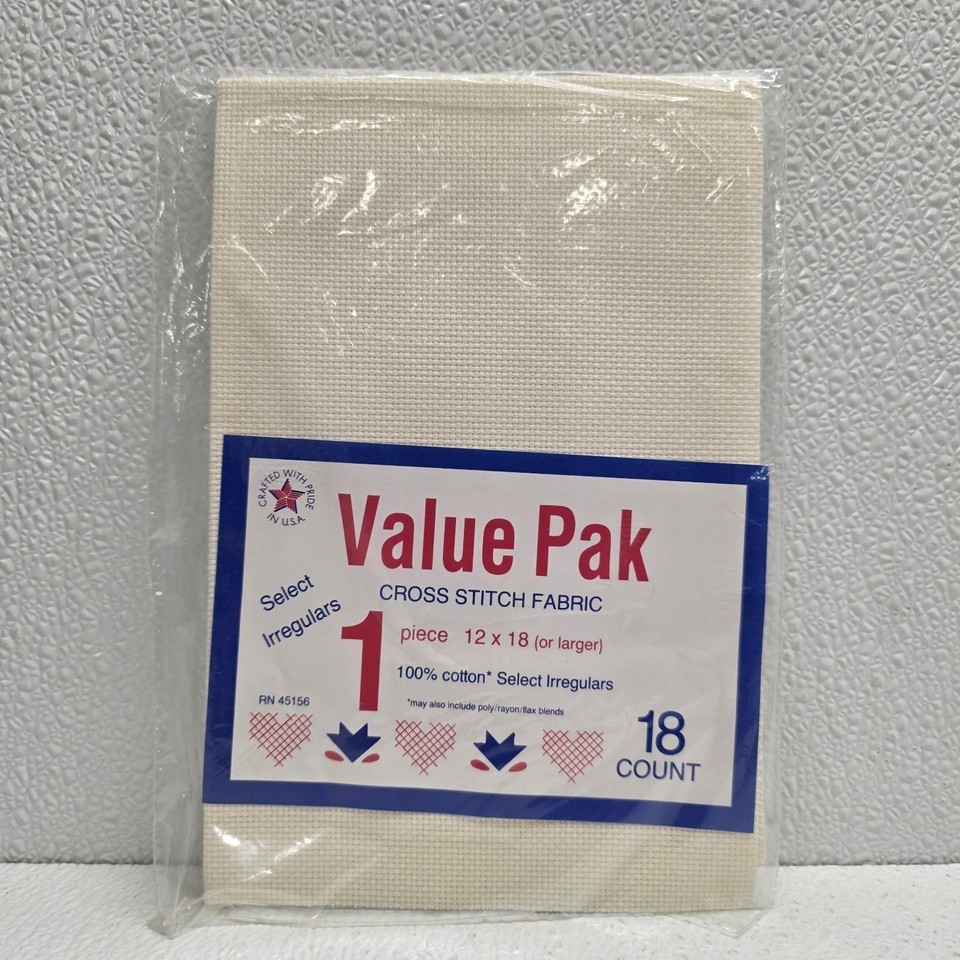 CRAFTED WITH PRIDE
IN U.S.A.
Value Pak
CROSS STITCH FABRIC
Select
Irregulars
1
piece 12 x 18 (or larger)
100% cotton* Select Irregulars
*may also include poly/rayon/flax blends
RN 45156
18
COUNT